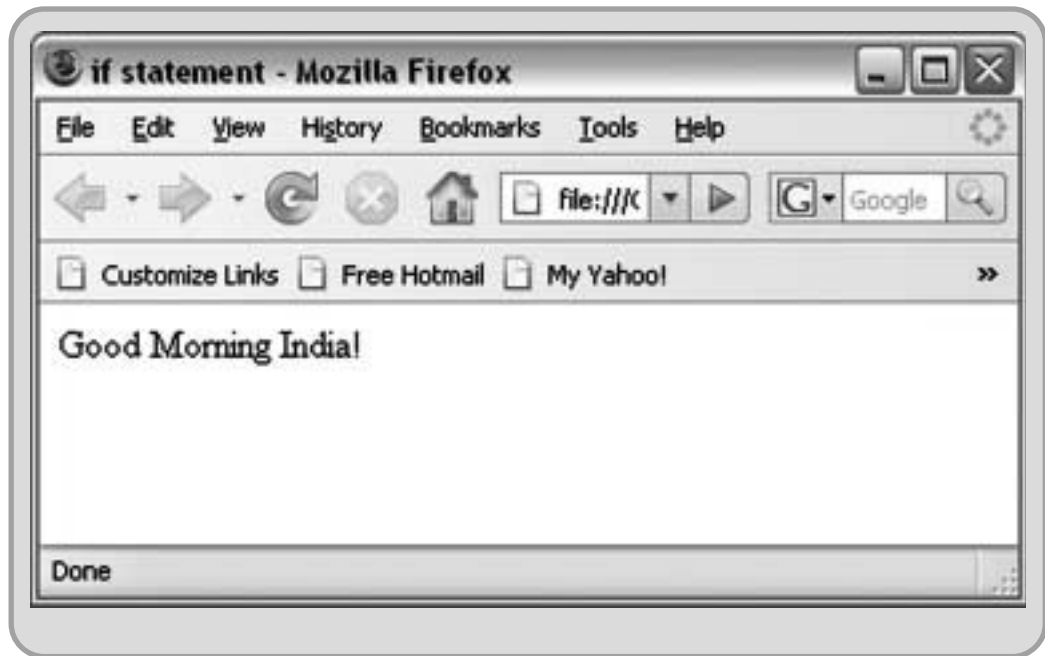 if statement - Mozilla Firefox
File Edit View History Bookmarks Tools Help
file:///C G Google
Customize Links Free Hotmail My Yahoo! »
Good Morning India!
Done